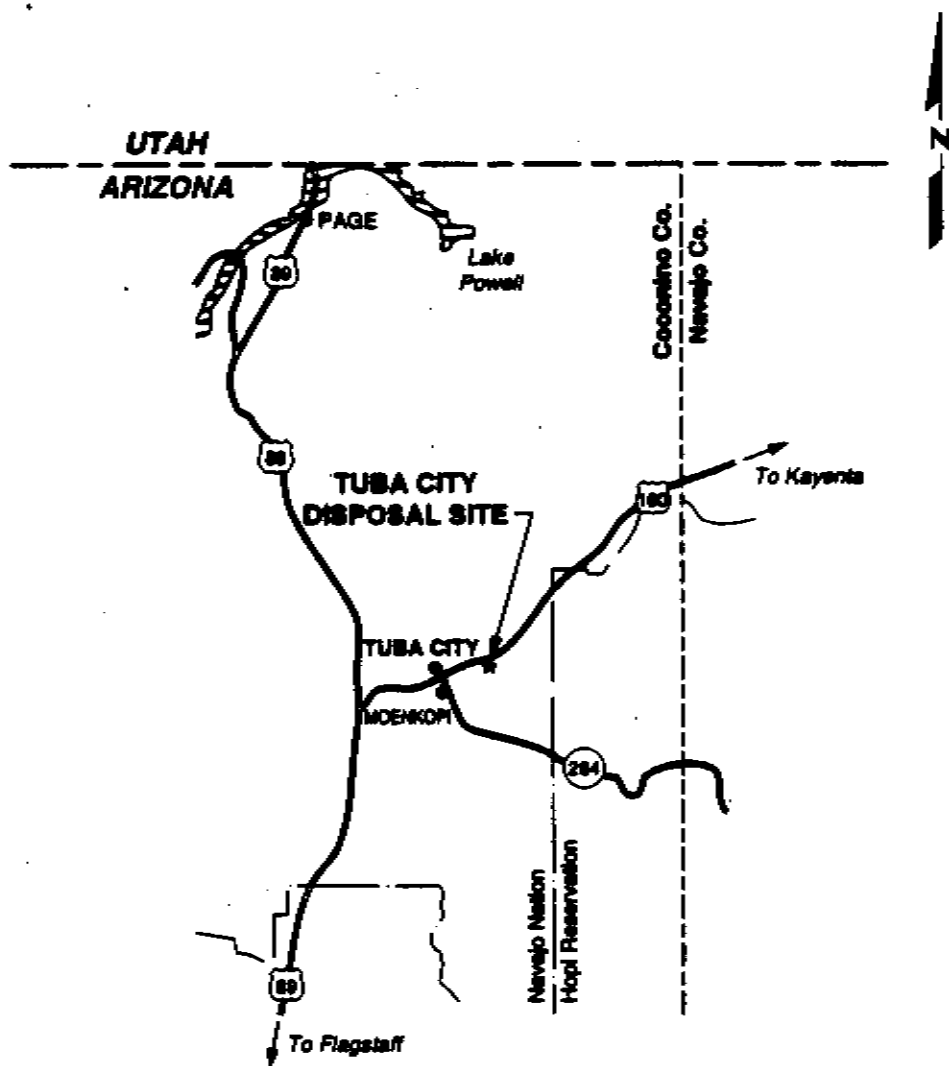 UTAH
ARIZONA
N
PAGE
Lake
Powell
Coconino Co.
Navajo Co.
89
TUBA CITY
DISPOSAL SITE
160
To Kayenta
TUBA CITY
MOENKOPI
264
Navajo Nation
Hopi Reservation
89
To Flagstaff